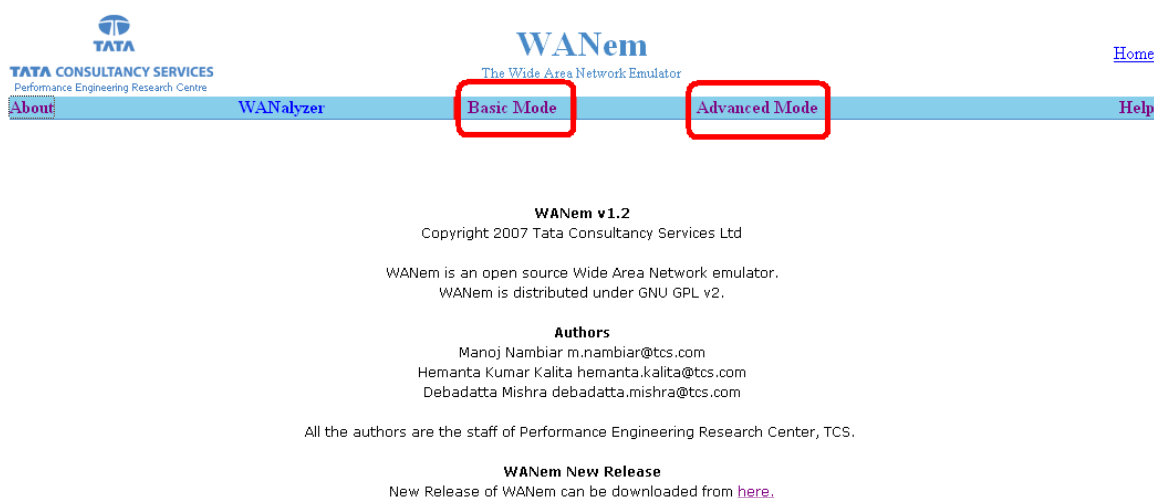 TATA
TATA CONSULTANCY SERVICES
Performance Engineering Research Centre
WANem
The Wide Area Network Emulator
Home
About WANalyzer Basic Mode Advanced Mode Help
WANem v1.2
Copyright 2007 Tata Consultancy Services Ltd
WANem is an open source Wide Area Network emulator.
WANem is distributed under GNU GPL v2.
Authors
Manoj Nambiar m.nambiar@tcs.com
Hemanta Kumar Kalita hemanta.kalita@tcs.com
Debadatta Mishra debadatta.mishra@tcs.com
All the authors are the staff of Performance Engineering Research Center, TCS.
WANem New Release
New Release of WANem can be downloaded from here.